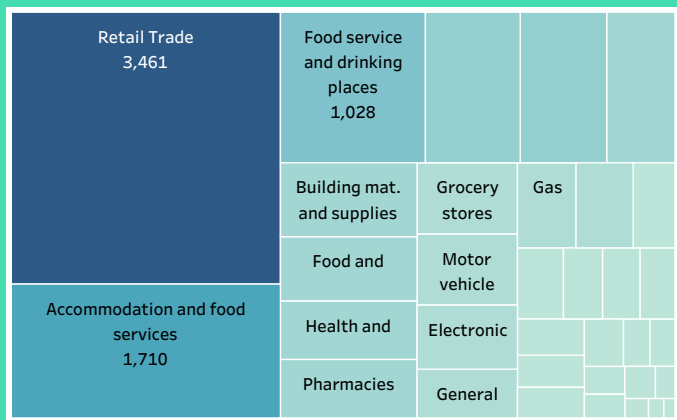 Retail Trade
3,461
Accommodation and food
services
1,710
Food service
and drinking
places
1,028
Building mat.
and supplies
Food and
Health and
Pharmacies
Grocery
stores
Motor
vehicle
Electronic
General
Gas